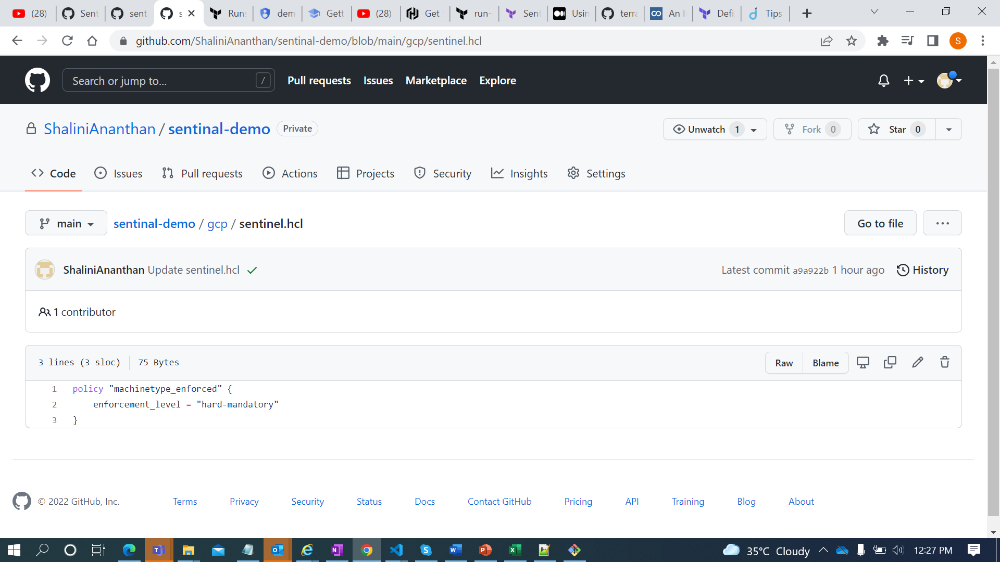 (28) Sent sent s Runs dem Gett (28) Get S run- Sent Usin terra An I Defi Tips
github.com/ShaliniAnanthan/sentinal-demo/blob/main/gcp/sentinel.hcl S
Search or jump to... / Pull requests Issues Marketplace Explore
ShaliniAnanthan / sentinal-demo Private Unwatch 1 Fork 0 Star 0
Code Issues Pull requests Actions Projects Security Insights Settings
main sentinal-demo / gcp / sentinel.hcl Go to file ...
ShaliniAnanthan Update sentinel.hcl Latest commit a9a922b 1 hour ago History
1 contributor
3 lines (3 sloc) 75 Bytes Raw Blame
1 policy "machinetype_enforced" {
2 enforcement_level = "hard-mandatory"
3 }
© 2022 GitHub, Inc. Terms Privacy Security Status Docs Contact GitHub Pricing API Training Blog About
35°C Cloudy 12:27 PM